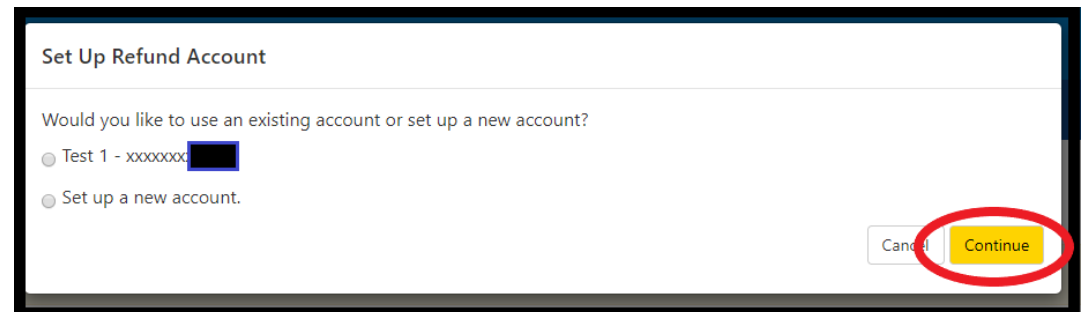 Set Up Refund Account
Would you like to use an existing account or set up a new account?
Test 1 - xxxxxxx
Set up a new account.
Cancel Continue